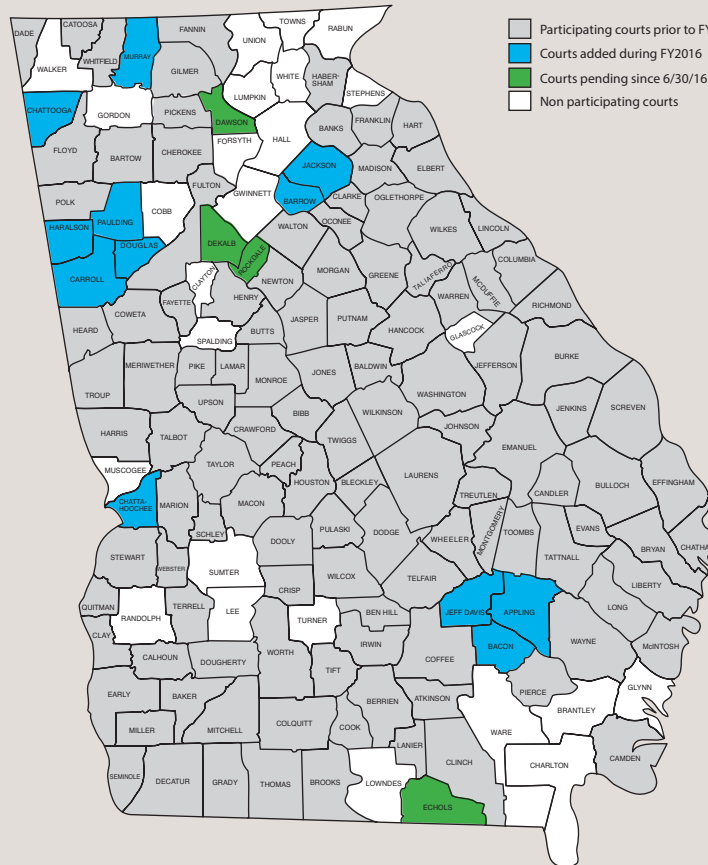 Participating courts prior to FY
Courts added during FY2016
Courts pending since 6/30/16
Non participating courts
DADE
CATOOSA
WALKER
WHITFIELD
MURRAY
FANNIN
GILMER
UNION
TOWNS
RABUN
WHITE
HABER-
SHAM
LUMPKIN
STEPHENS
CHATTOOGA
GORDON
PICKENS
DAWSON
HALL
BANKS
FRANKLIN
HART
FLOYD
BARTOW
CHEROKEE
FORSYTH
JACKSON
MADISON
ELBERT
POLK
FULTON
GWINNETT
BARROW
CLARKE
OGLETHORPE
COBB
PAULDING
HARALSON
DOUGLAS
DEKALB
ROCKDALE
WALTON
OCONEE
WILKES
LINCOLN
CARROLL
CLAYTON
NEWTON
MORGAN
GREENE
TALIAFERRO
COLUMBIA
MCDUFFIE
WARREN
RICHMOND
HEARD
COWETA
FAYETTE
HENRY
SPALDING
BUTTS
JASPER
PUTNAM
HANCOCK
GLASCOCK
JEFFERSON
BURKE
TROUP
MERIWETHER
PIKE
LAMAR
MONROE
JONES
BALDWIN
WASHINGTON
UPSON
BIBB
WILKINSON
JENKINS
SCREVEN
HARRIS
TALBOT
CRAWFORD
TWIGGS
JOHNSON
EMANUEL
MUSCOGEE
TAYLOR
PEACH
HOUSTON
BLECKLEY
LAURENS
TREUTLEN
CANDLER
BULLOCH
EFFINGHAM
CHATTA-
HOOCHEE
MARION
MACON
SCHLEY
DOOLY
PULASKI
DODGE
WHEELER
MONTGOMERY
TOOMBS
EVANS
TATTNALL
BRYAN
CHATHA
STEWART
WEBSTER
SUMTER
CRISP
WILCOX
TELFAIR
LIBERTY
QUITMAN
RANDOLPH
TERRELL
LEE
TURNER
BEN HILL
JEFF DAVIS
APPLING
LONG
CLAY
CALHOUN
DOUGHERTY
WORTH
TIFT
IRWIN
COFFEE
BACON
WAYNE
McINTOSH
EARLY
BAKER
MITCHELL
COLQUITT
COOK
BERRIEN
ATKINSON
PIERCE
BRANTLEY
GLYNN
MILLER
LANIER
CLINCH
WARE
CHARLTON
CAMDEN
SEMINOLE
DECATUR
GRADY
THOMAS
BROOKS
LOWNDES
ECHOLS